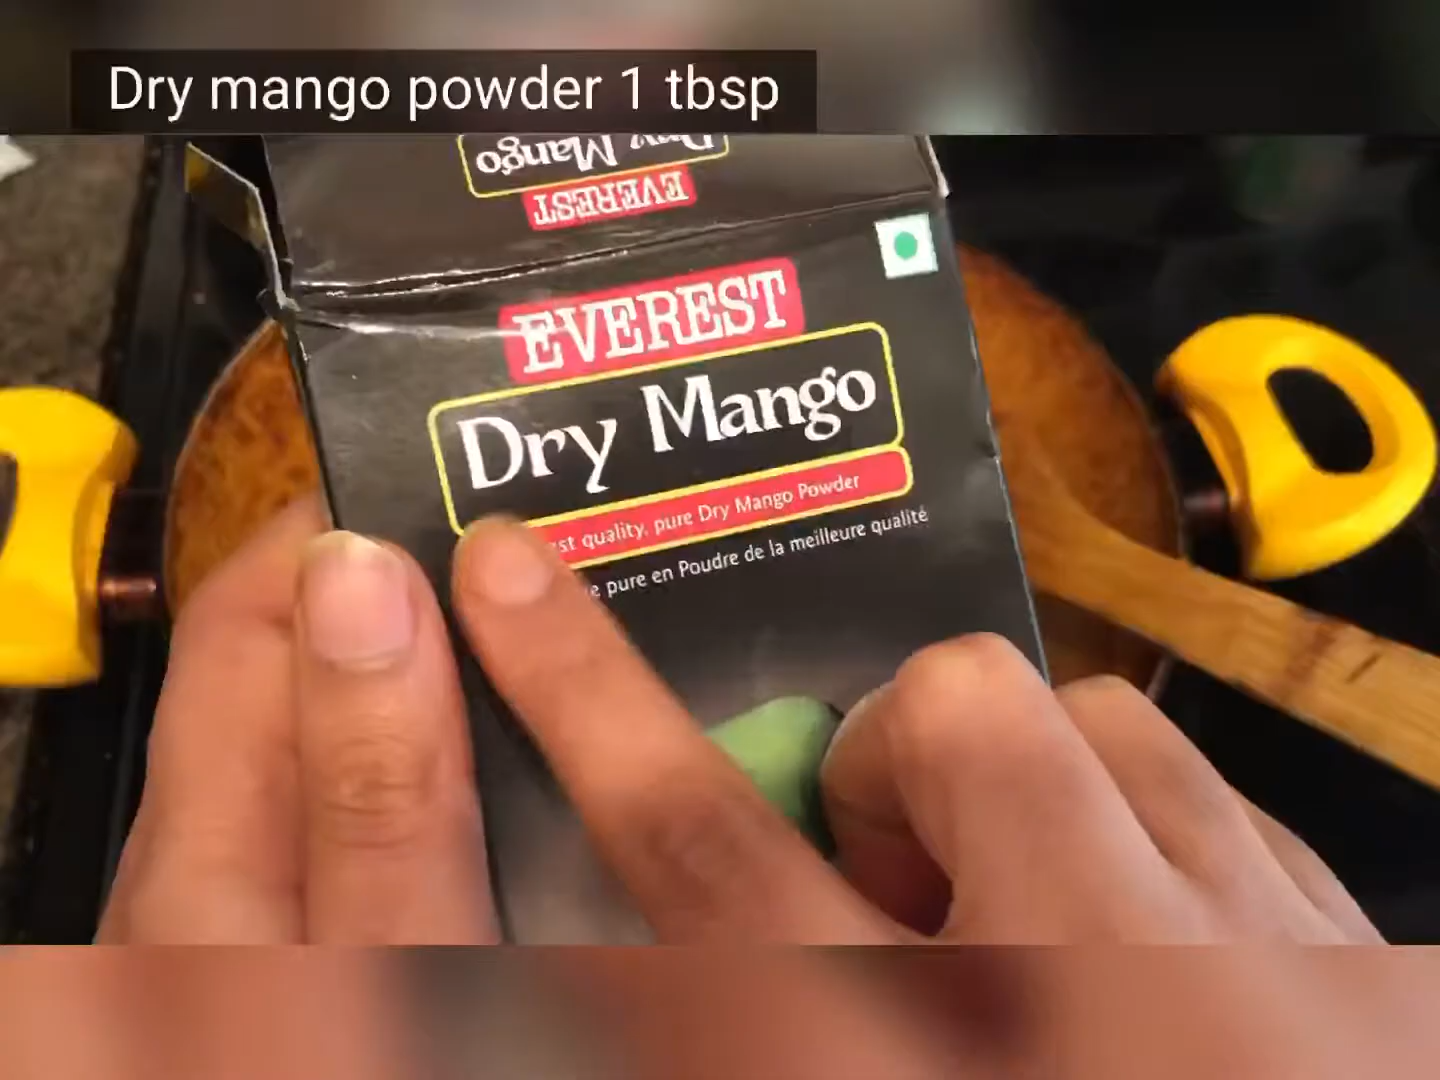 Dry mango powder 1 tbsp
Dry Mango
EVEREST
EVEREST
Dry Mango
quality, pure Dry Mango Powder
pure en Poudre de la meilleure qualité